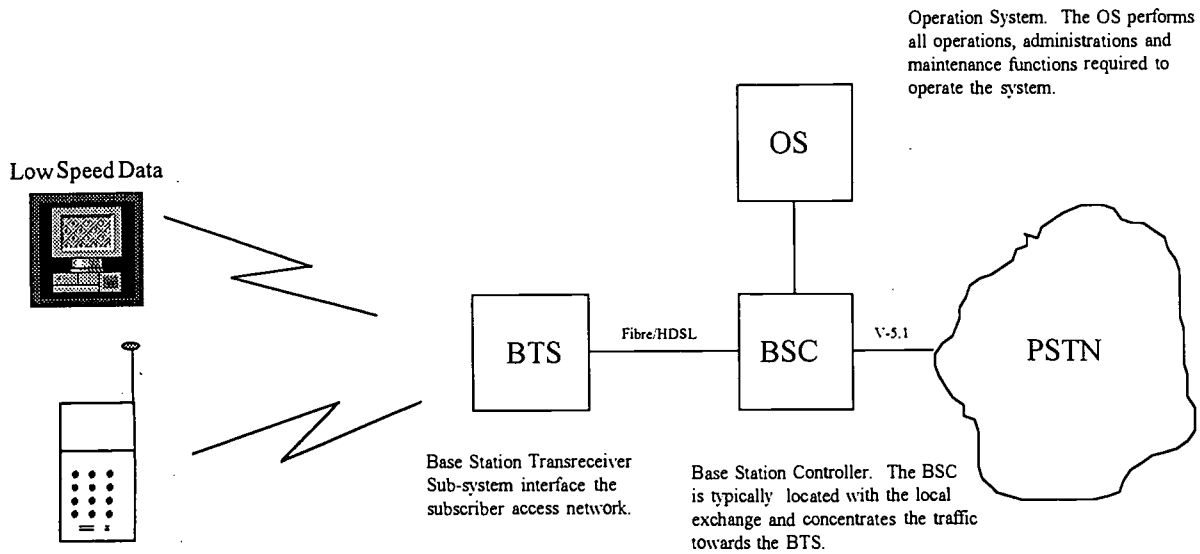 Operation System. The OS performs
all operations, administrations and
maintenance functions required to
operate the system.
OS
Low Speed Data
BTS
Fibre/HDSL
BSC
V-5.1
PSTN
Base Station Transreceiver
Sub-system interface the
subscriber access network.
Base Station Controller. The BSC
is typically located with the local
exchange and concentrates the traffic
towards the BTS.